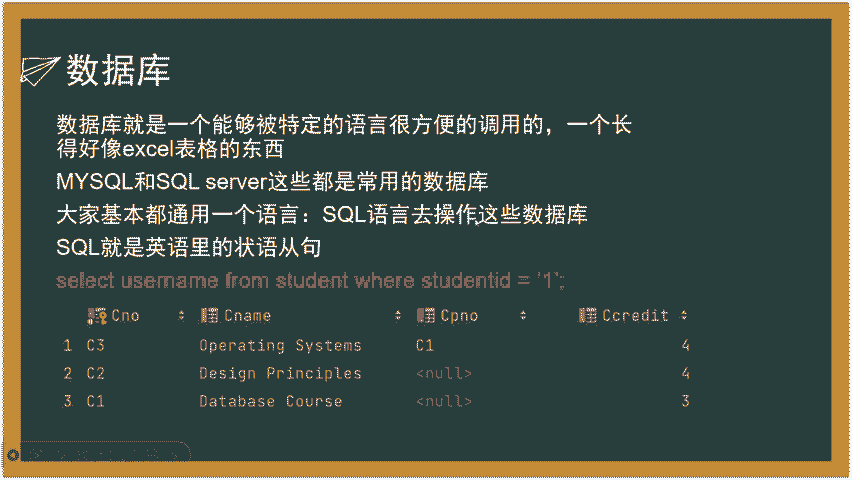 数据库
数据库就是一个能够被特定的语言很方便的调用的，一个长
得好像excel表格的东西
MYSQL和SQL server这些都是常用的数据库
大家基本都通用一个语言：SQL语言去操作这些数据库
SQL就是英语里的状语从句
select username from student where studentid = '1';
Cno Cname Cpno Ccredit
1 C3 Operating Systems C1 4
2 C2 Design Principles <null> 4
3 C1 Database Course <null> 3